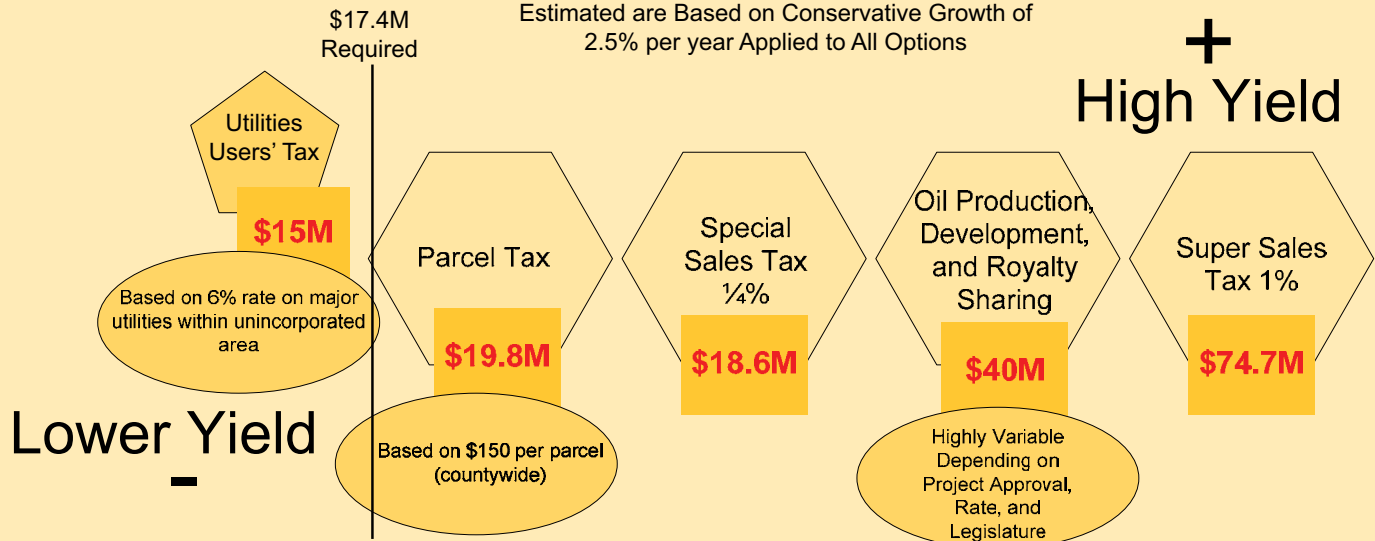 $17.4M
Required
Estimated are Based on Conservative Growth of
2.5% per year Applied to All Options
+
High Yield
Utilities
Users' Tax
$15M
Based on 6% rate on major
utilities within unincorporated
area
Lower Yield
-
Parcel Tax
$19.8M
Based on $150 per parcel
(countywide)
Special
Sales Tax
¼%
$18.6M
Oil Production,
Development,
and Royalty
Sharing
$40M
Highly Variable
Depending on
Project Approval,
Rate, and
Legislature
Super Sales
Tax 1%
$74.7M